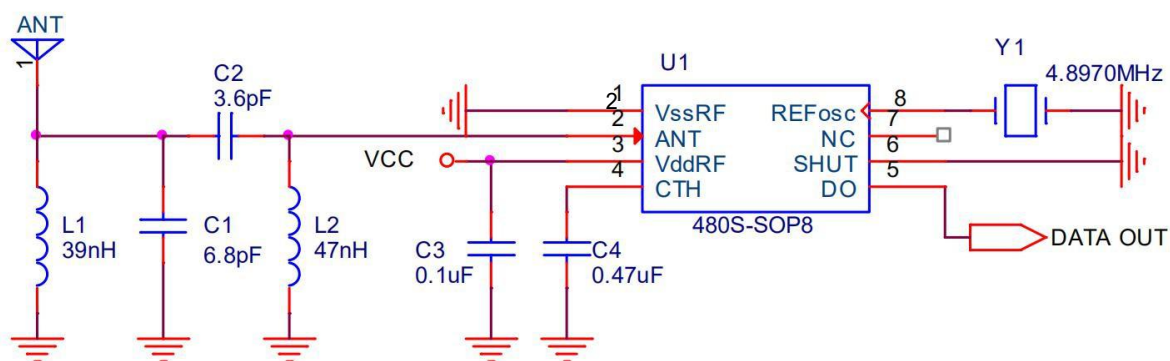 ANT
1
C2
3.6pF
L1
39nH
C1
6.8pF
L2
47nH
VCC
C3
0.1uF
C4
0.47uF
U1
2
1
2
3
4
VssRF
ANT
VddRF
CTH
REFosc
NC
SHUT
DO
8
7
6
5
480S-SOP8
Y1
4.8970MHz
DATA OUT